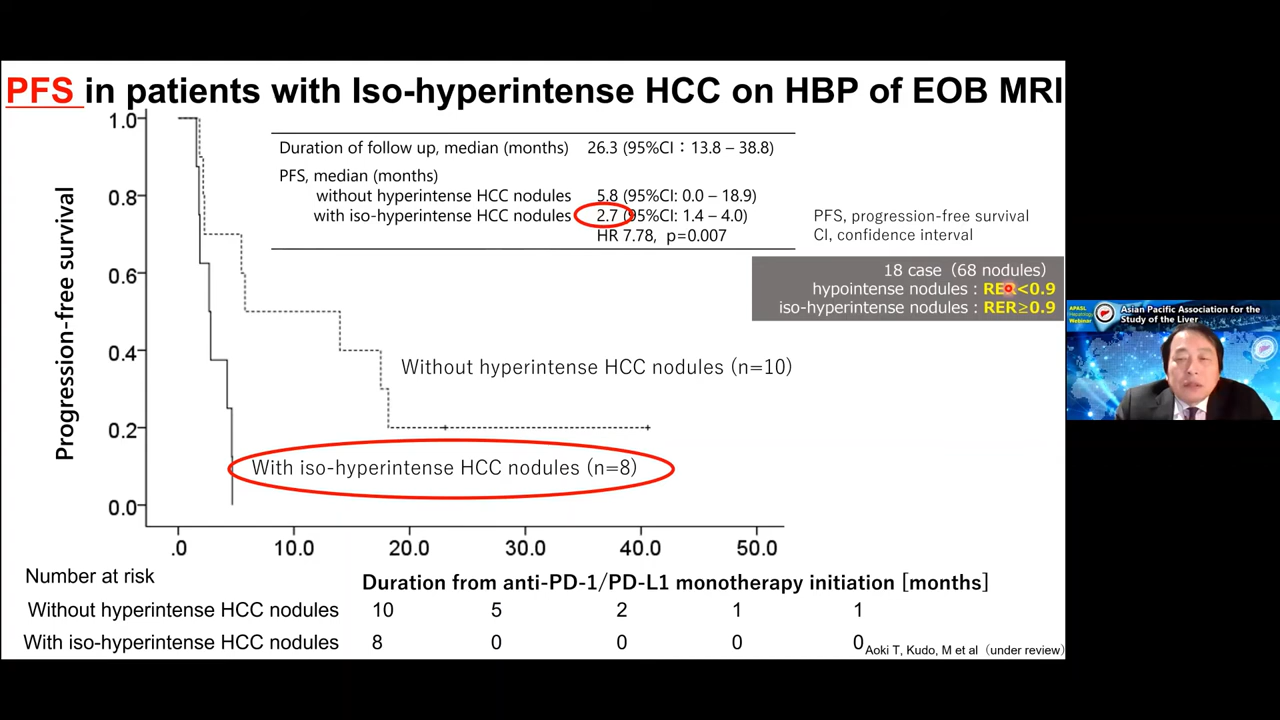 PFS in patients with Iso-hyperintense HCC on HBP of EOB MRI
Progression-free survival
1.0
0.8
0.6
0.4
0.2
0.0
Duration of follow up, median (months) 26.3 (95%CI：13.8 – 38.8)
PFS, median (months)
without hyperintense HCC nodules 5.8 (95%CI: 0.0 – 18.9)
with iso-hyperintense HCC nodules 2.7 (95%CI: 1.4 – 4.0)
HR 7.78, p=0.007
PFS, progression-free survival
CI, confidence interval
18 case (68 nodules）
hypointense nodules : RER<0.9
iso-hyperintense nodules : RER≥0.9
APASL Hepatology Webinar
Asian Pacific Association for the
Study of the Liver
Without hyperintense HCC nodules (n=10)
With iso-hyperintense HCC nodules (n=8)
.0 10.0 20.0 30.0 40.0 50.0
Number at risk
Duration from anti-PD-1/PD-L1 monotherapy initiation [months]
Without hyperintense HCC nodules 10 5 2 1 1
With iso-hyperintense HCC nodules 8 0 0 0 0
Aoki T, Kudo, M et al（under review）